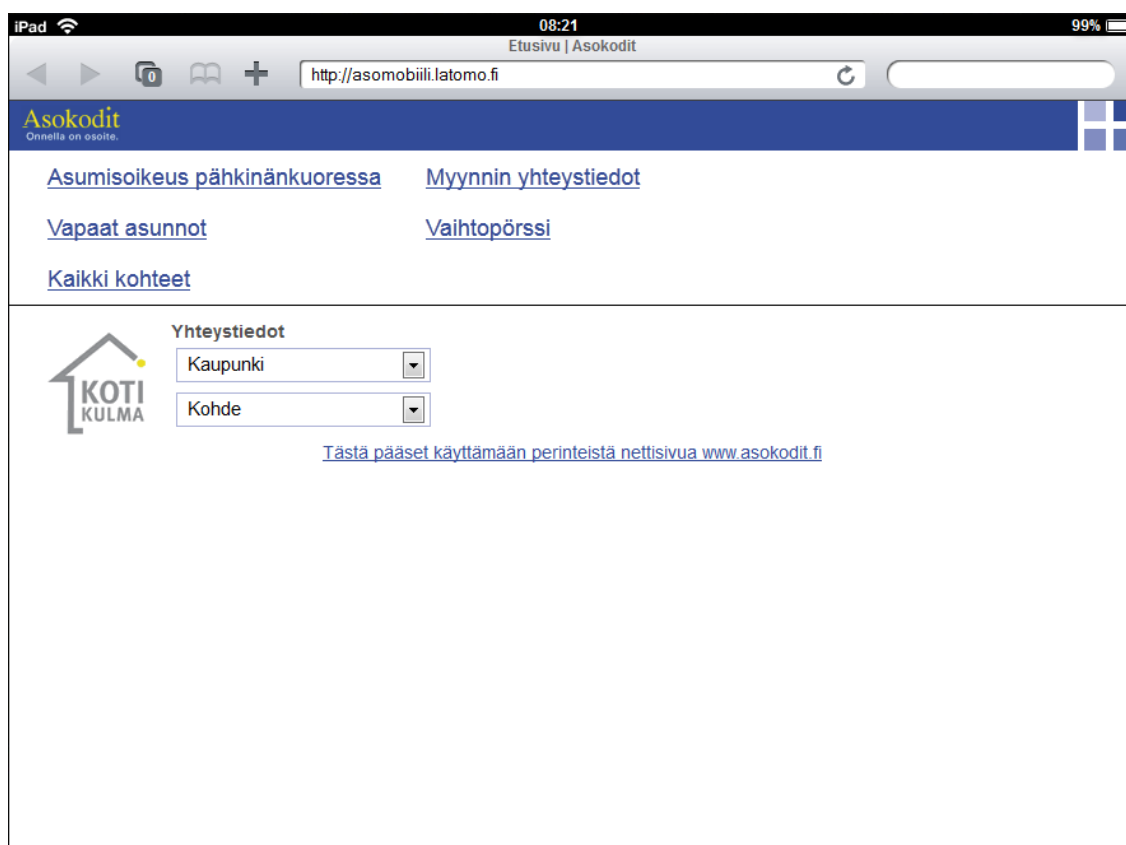 iPad 08:21 99%
Etusivu | Asokodit
0 http://asomobiili.latomo.fi
Asokodit
Onnella on osoite.
Asumisoikeus pähkinänkuoressa Myynnin yhteystiedot
Vapaat asunnot Vaihtopörssi
Kaikki kohteet
Yhteystiedot
Kaupunki
KOTI
KULMA
Kohde
Tästä pääset käyttämään perinteistä nettisivua www.asokodit.fi